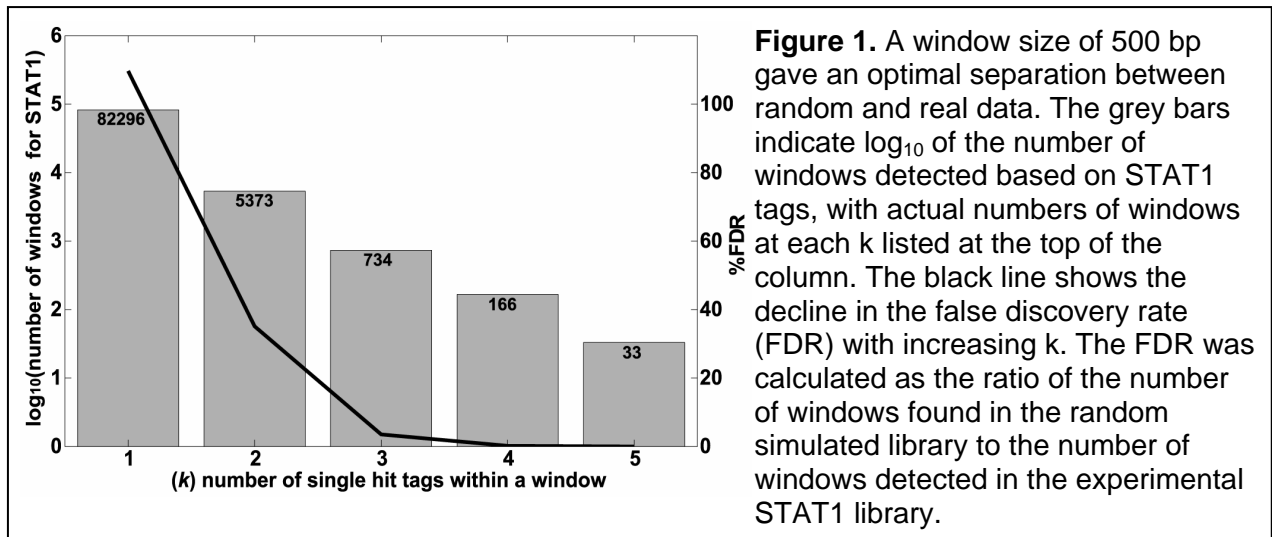 6
5
4
3
2
1
0
log10(number of windows for STAT1)
82296
5373
734
166
33
100
80
60
40
20
0
%FDR
1 2 3 4 5
(k) number of single hit tags within a window
Figure 1. A window size of 500 bp
gave an optimal separation between
random and real data. The grey bars
indicate log10 of the number of
windows detected based on STAT1
tags, with actual numbers of windows
at each k listed at the top of the
column. The black line shows the
decline in the false discovery rate
(FDR) with increasing k. The FDR was
calculated as the ratio of the number
of windows found in the random
simulated library to the number of
windows detected in the experimental
STAT1 library.